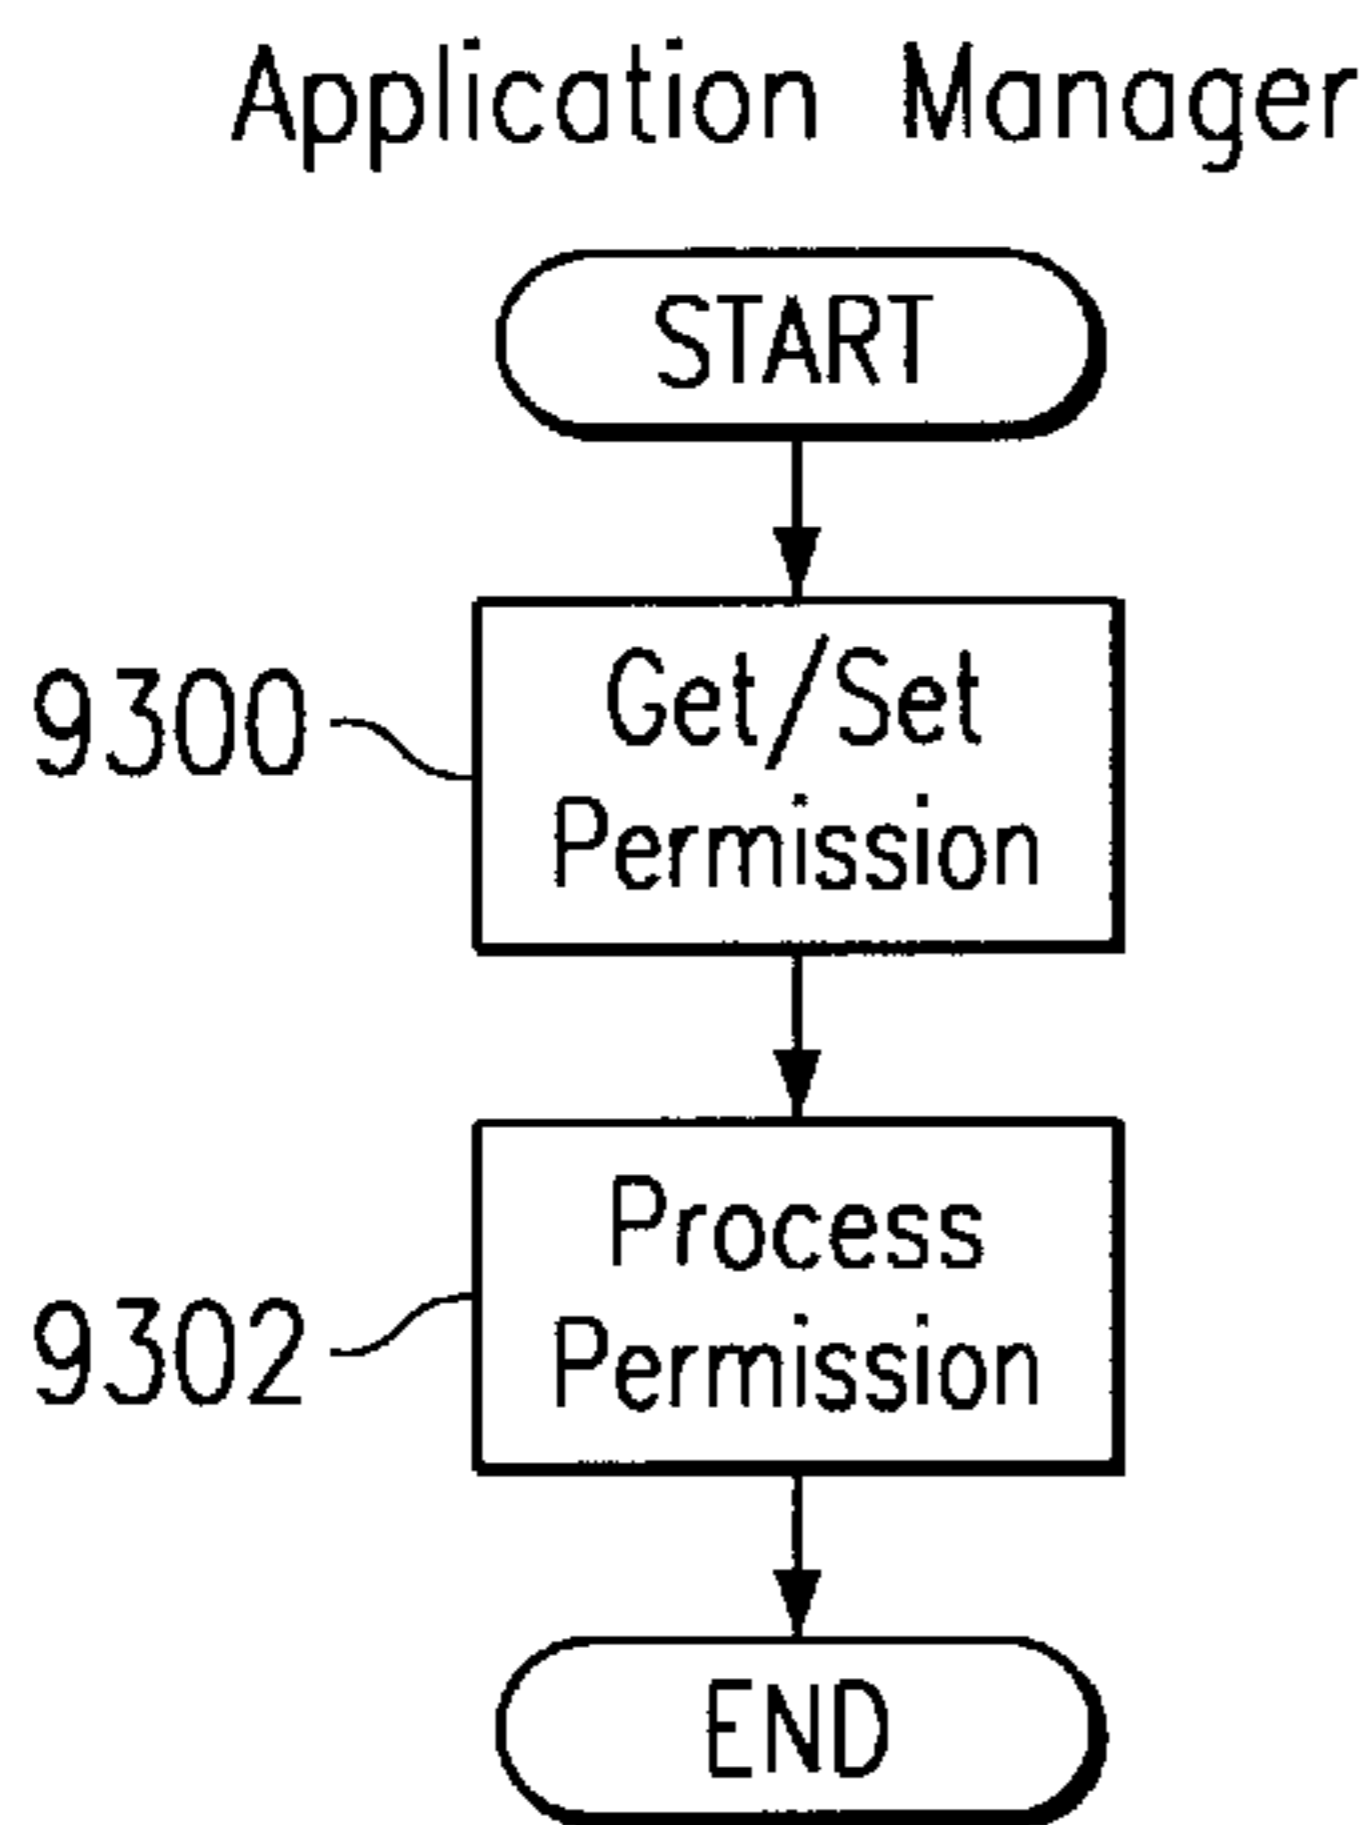 Application Manager
START
9300
Get/Set
Permission
Process
9302
Permission
END